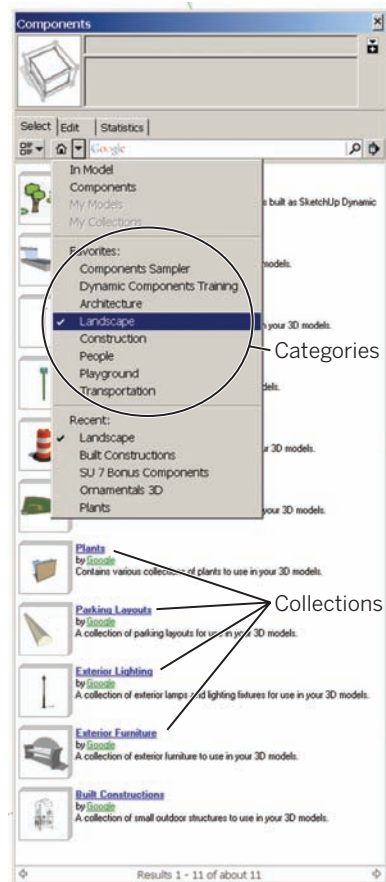 Components
Select Edit Statistics
Google
In Model
Components
My Models
My Collections
s built as SketchUp Dynamic
Favorites:
Components Sampler
models.
Dynamic Components Training
Architecture
Landscape
n your 3D models.
Construction
Categories
People
Playground
dels.
Transportation
Recent:
Landscape
r 3D models.
Built Constructions
SU 7 Bonus Components
Ornamentals 3D
your 3D models.
Plants
Plants
by Google
Contains various collections of plants to use in your 3D models.
Collections
Parking Layouts
by Google
A collection of parking layouts for use in your 3D models.
Exterior Lighting
by Google
A collection of exterior lamps and lighting fixtures for use in your 3D models.
Exterior Furniture
by Google
A collection of exterior furniture to use in your 3D models.
Built Constructions
by Google
A collection of small outdoor structures to use in your 3D models.
Results 1 - 11 of about 11